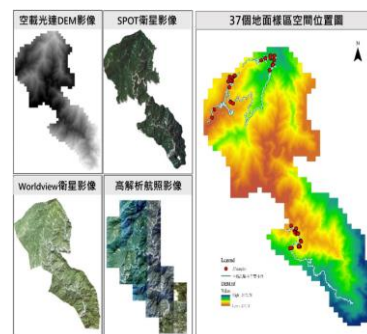 空載光達DEM影像
SPOT衛星影像
37個地面樣區空間位置圖
Worldview衛星影像
高解析航照影像
N
Legend